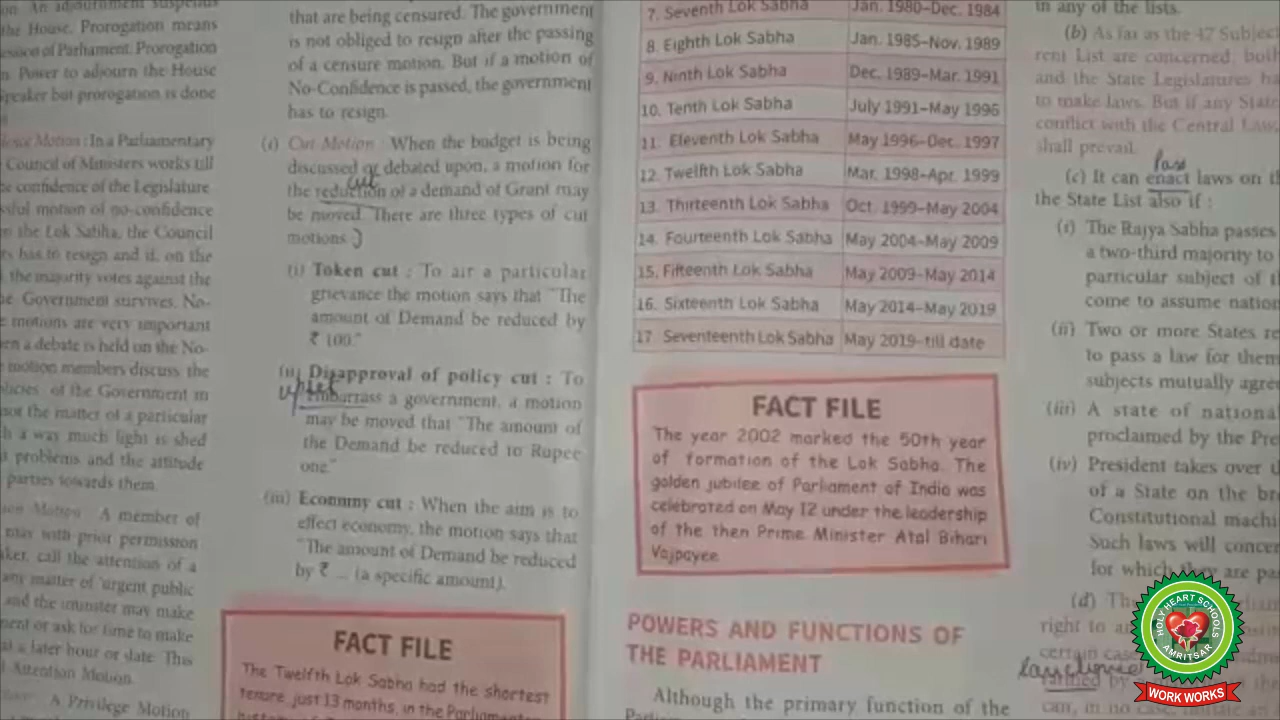 on. An adjournment suspends
the House. Prorogation means
ession of Parliament. Prorogation
n. Power to adjourn the House
Speaker but prorogation is done
Motion : In a Parliamentary
Council of Ministers works till
confidence of the Legislature
ssful motion of no-confidence
the Lok Sabha, the Council
rs has to resign and if, on the
the majority votes against the
Government survives. No-
motions are very important
en a debate is held on the No-
motion members discuss the
olicies of the Government in
not the matter of a particular
h a way much light is shed
problems and the attitude
parties towards them.
Motion : A member of
may with prior permission
ker, call the attention of a
any matter of 'urgent public
and the minister may make
ment or ask for time to make
at a later hour or date. This
Attention Motion.
A Privilege Motion
that are being censured. The government
is not obliged to resign after the passing
of a censure motion. But if a motion of
No-Confidence is passed, the government
has to resign.
Cut Motion : When the budget is being
discussed or debated upon, a motion for
cut
the reduction of a demand of Grant may
be moved. There are three types of cut
motions.
(i) Token cut : To air a particular
grievance the motion says that "The
amount of Demand be reduced by
₹ 100."
(ii) Disapproval of policy cut : To
upset
embarrass a government, a motion
may be moved that "The amount of
the Demand be reduced to Rupee
one."
(iii) Economy cut : When the aim is to
effect economy, the motion says that
"The amount of Demand be reduced
by ₹ ... (a specific amount).
FACT FILE
The Twelfth Lok Sabha had the shortest
tenure, just 13 months, in the Parliamentary
7. Seventh Lok Sabha Jan. 1980–Dec. 1984
8. Eighth Lok Sabha Jan. 1985–Nov. 1989
9. Ninth Lok Sabha Dec. 1989–Mar. 1991
10. Tenth Lok Sabha July 1991–May 1996
11. Eleventh Lok Sabha May 1996–Dec. 1997
12. Twelfth Lok Sabha Mar. 1998–Apr. 1999
13. Thirteenth Lok Sabha Oct. 1999–May 2004
14. Fourteenth Lok Sabha May 2004–May 2009
15. Fifteenth Lok Sabha May 2009–May 2014
16. Sixteenth Lok Sabha May 2014–May 2019
17. Seventeenth Lok Sabha May 2019–till date
FACT FILE
The year 2002 marked the 50th year
of formation of the Lok Sabha. The
golden jubilee of Parliament of India was
celebrated on May 12 under the leadership
of the then Prime Minister Atal Bihari
Vajpayee.
POWERS AND FUNCTIONS OF
THE PARLIAMENT
Although the primary function of the
in any of the lists.
(b) As far as the 47 Subject
rent List are concerned, both
and the State Legislatures ha
to make laws. But if any State
conflict with the Central Law
shall prevail.
pass
(c) It can enact laws on th
the State List also if :
(i) The Rajya Sabha passes
a two-third majority to
particular subject of th
come to assume nation
(ii) Two or more States re
to pass a law for them
subjects mutually agree
(iii) A state of national
proclaimed by the Pre
(iv) President takes over t
of a State on the br
Constitutional machi
Such laws will concer
for which they are pa
(d) The
right to
certain case
can, in no case,
HOLY HEART SCHOOLS
AMRITSAR
WORK WORKS